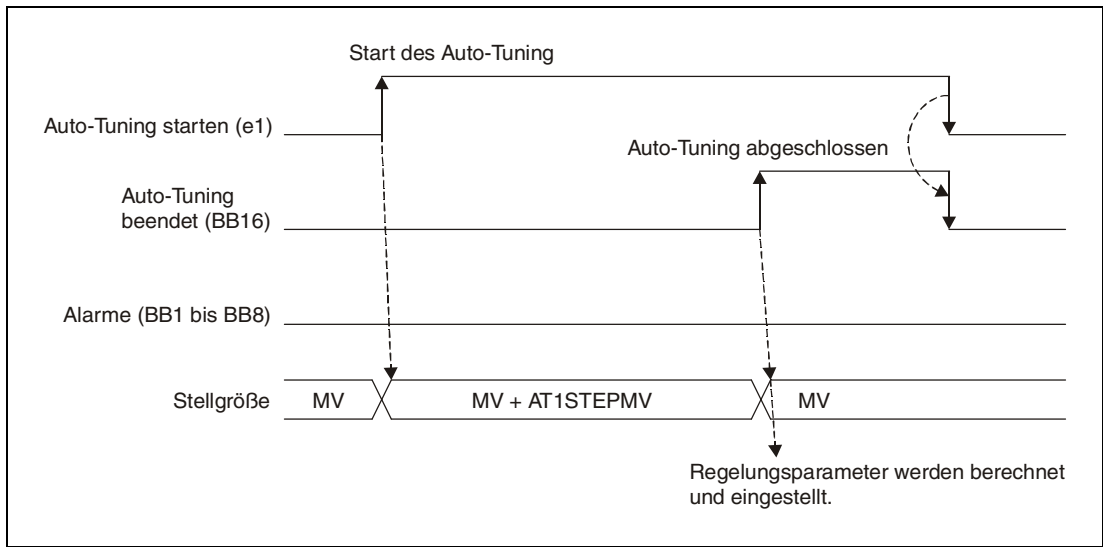 Start des Auto-Tuning
Auto-Tuning starten (e1)
Auto-Tuning abgeschlossen
Auto-Tuning
beendet (BB16)
Alarme (BB1 bis BB8)
Stellgröße
MV
MV + AT1STEPMV
MV
Regelungsparameter werden berechnet
und eingestellt.